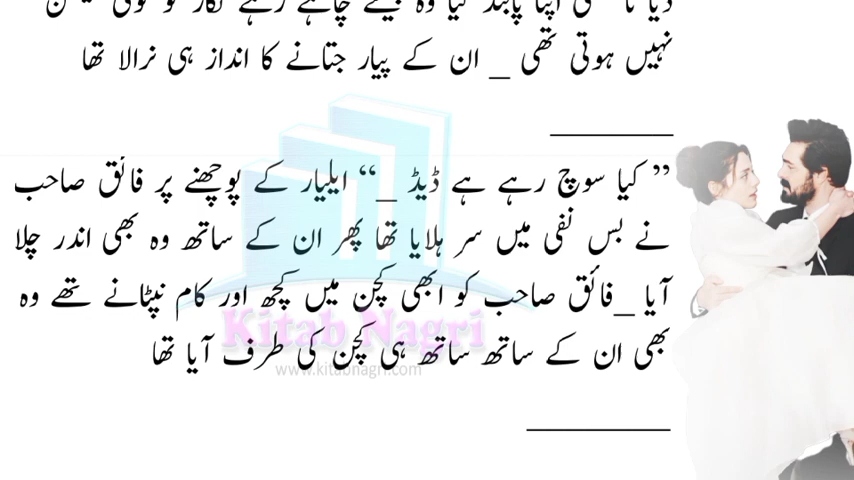 نہیں ہوتی تھی _ ان کے پیار جتانے کا انداز ہی نرالا تھا
” کیا سوچ رہے ہے ڈیڈ _“ ایلیار کے پوچھنے پر فائق صاحب
نے بس نفی میں سر ہلایا تھا پھر ان کے ساتھ وہ بھی اندر چلا
آیا _فائق صاحب کو ابھی کچن میں کچھ اور کام نپٹانے تھے وہ
بھی ان کے ساتھ ساتھ ہی کچن کی طرف آیا تھا
Kitab Nagri
www.kitabnagri.com